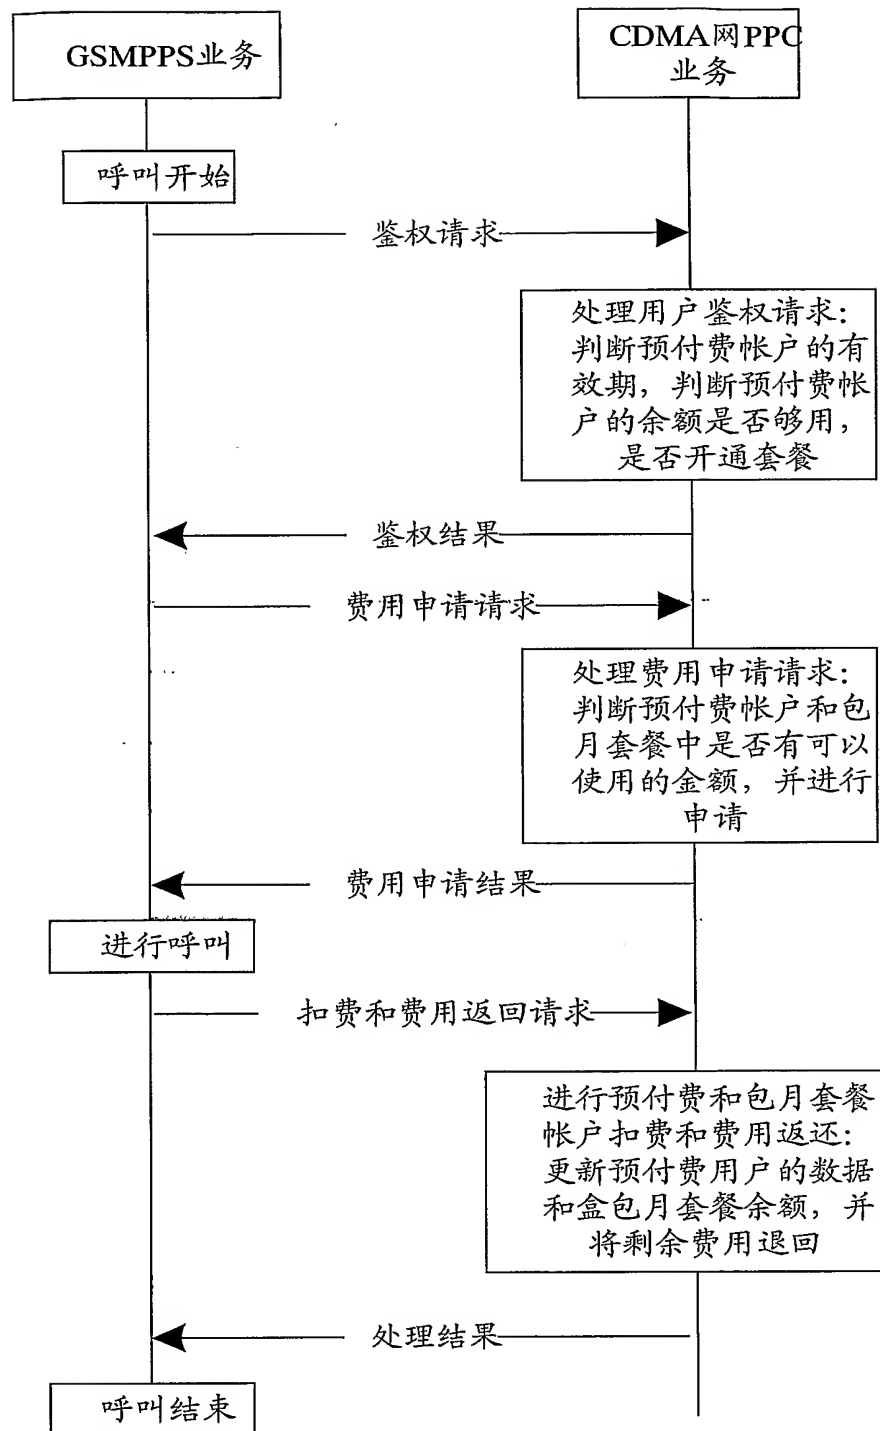 GSMPPS业务
CDMA网PPC
业务
呼叫开始
鉴权请求
处理用户鉴权请求:
判断预付费帐户的有
效期, 判断预付费帐
户的余额是否够用,
是否开通套餐
鉴权结果
费用申请请求
处理费用申请请求:
判断预付费帐户和包
月套餐中是否有可以
使用的金额, 并进行
申请
费用申请结果
进行呼叫
扣费和费用返回请求
进行预付费和包月套餐
帐户扣费和费用返还:
更新预付费用户的数据
和盒包月套餐余额, 并
将剩余费用退回
处理结果
呼叫结束